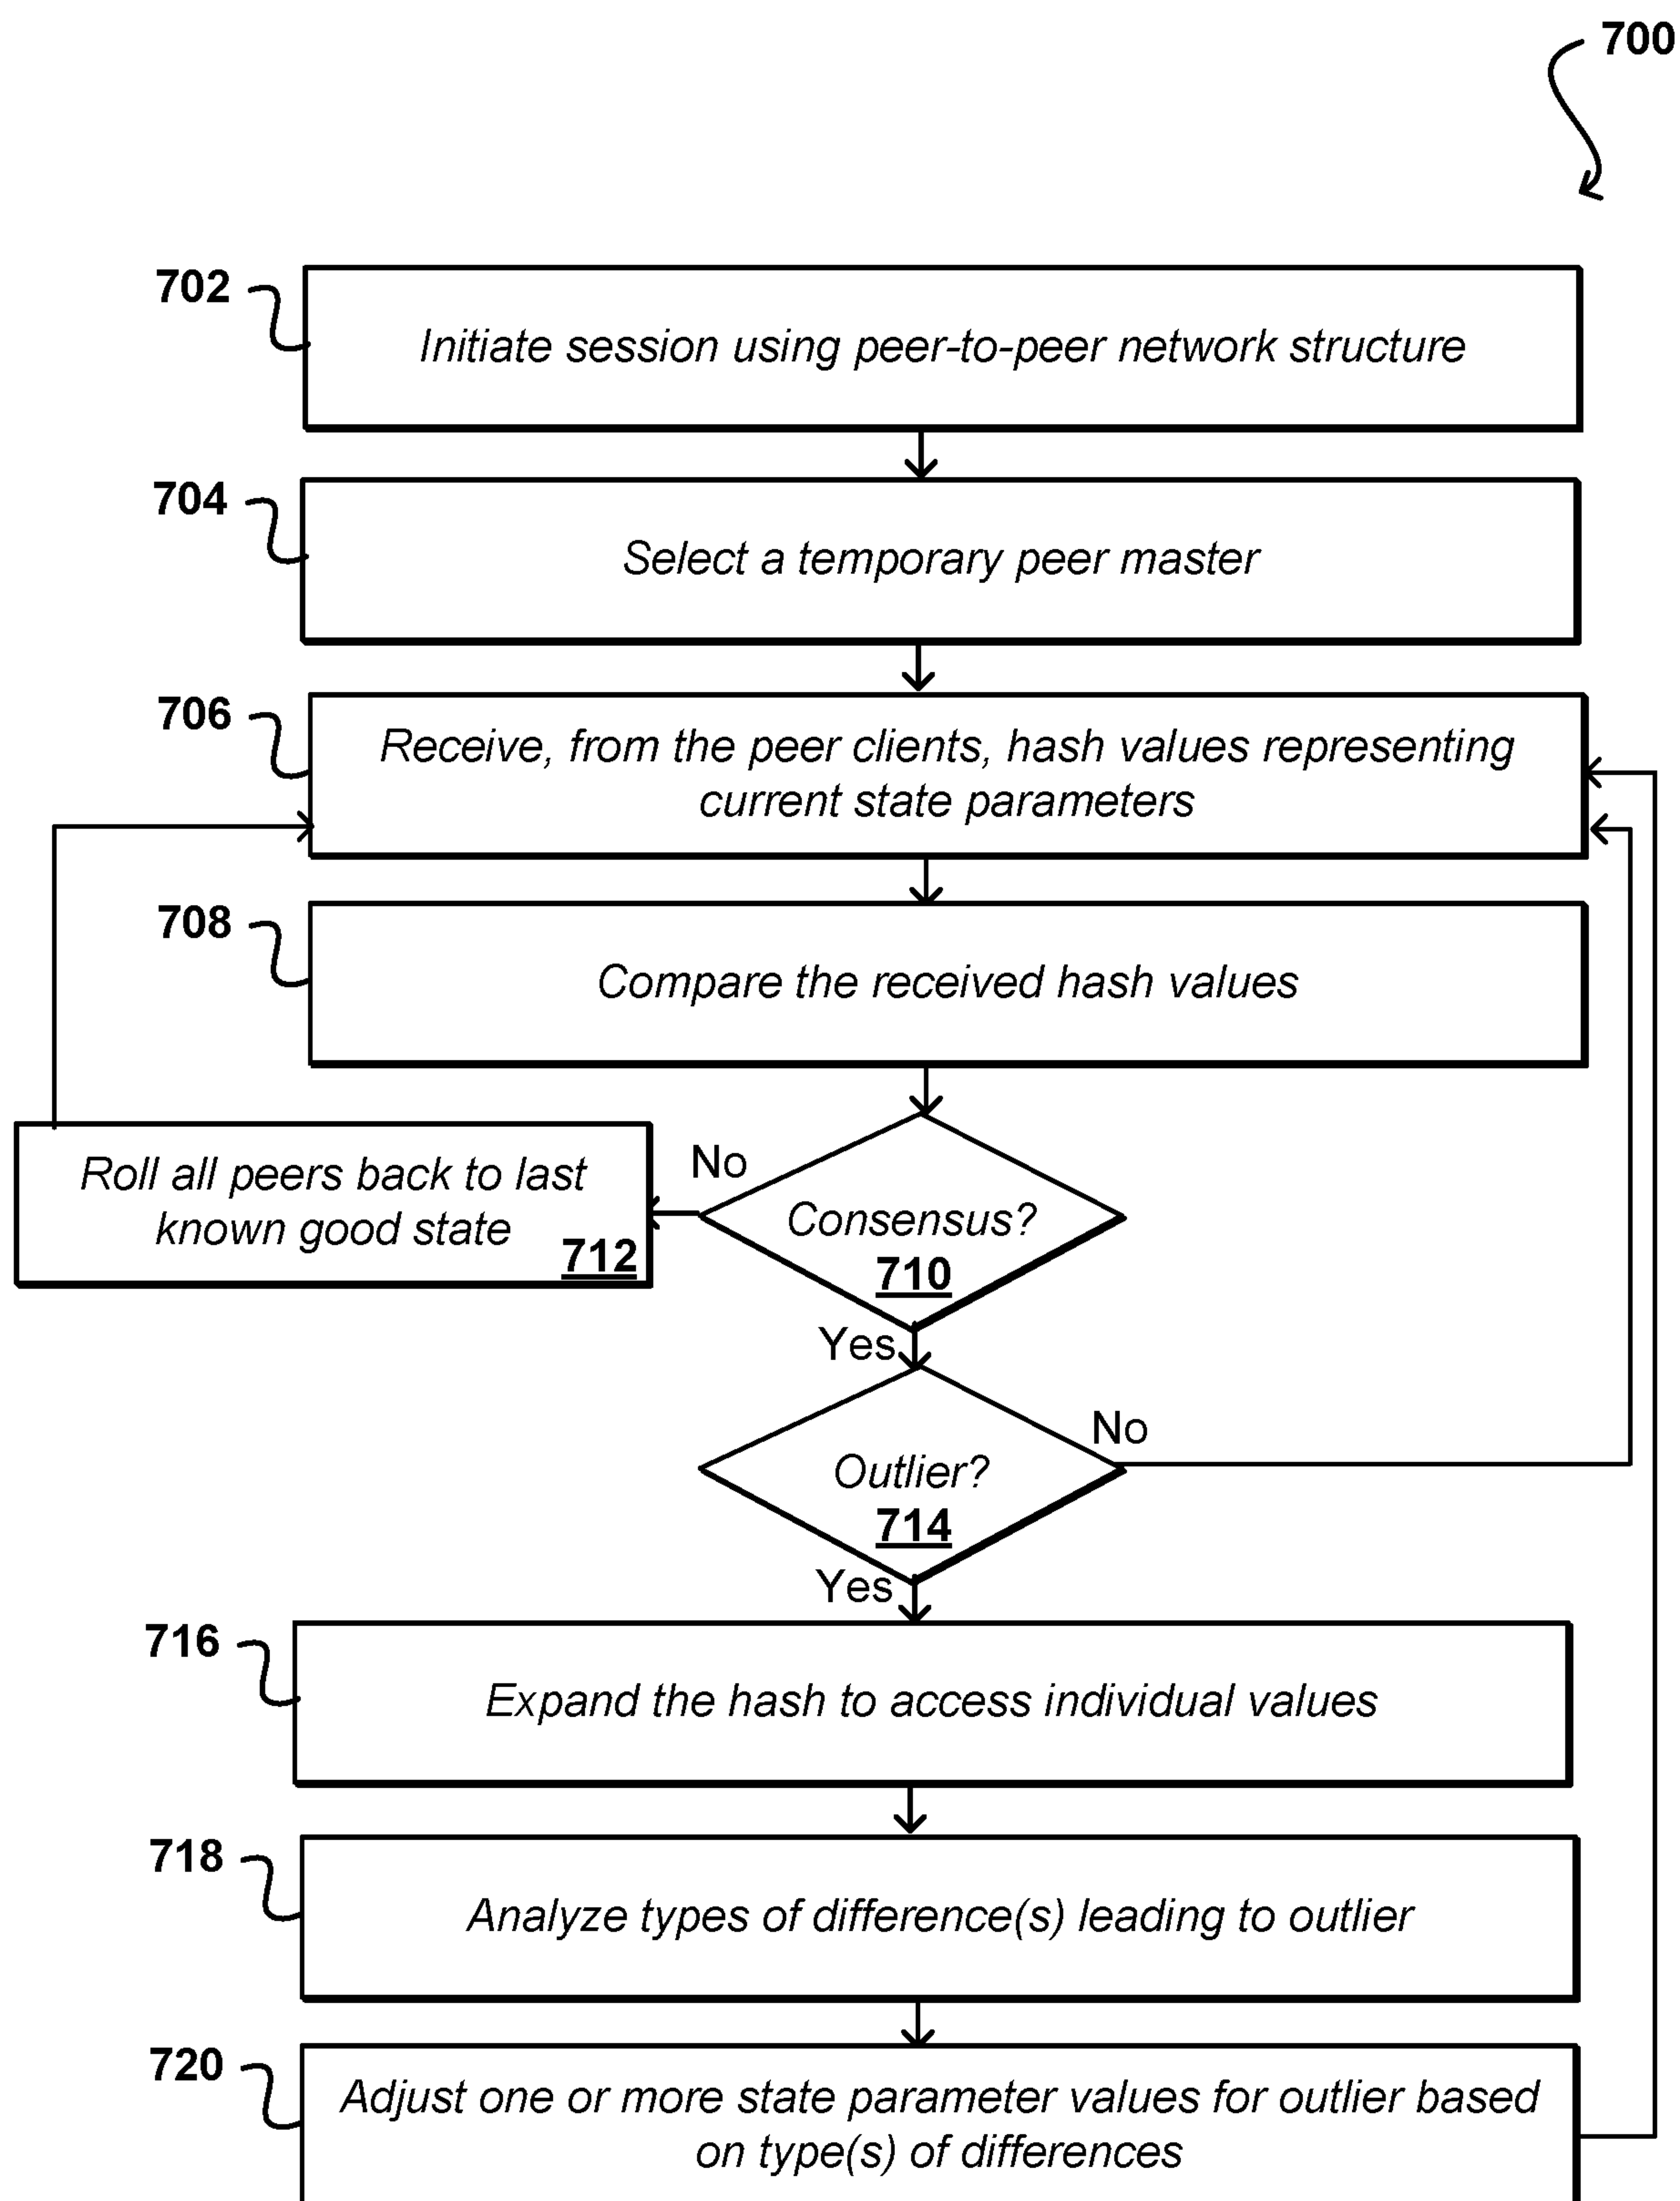 700
702
Initiate session using peer-to-peer network structure
704
Select a temporary peer master
706
Receive, from the peer clients, hash values representing
current state parameters
708
Compare the received hash values
Roll all peers back to last
known good state
712
No
Consensus?
710
Yes
Outlier?
714
No
Yes
716
Expand the hash to access individual values
718
Analyze types of difference(s) leading to outlier
720
Adjust one or more state parameter values for outlier based
on type(s) of differences